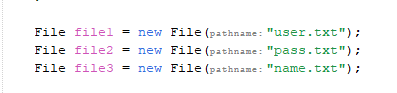 File file1 = new File(pathname: "user.txt");
File file2 = new File(pathname: "pass.txt");
File file3 = new File(pathname: "name.txt");